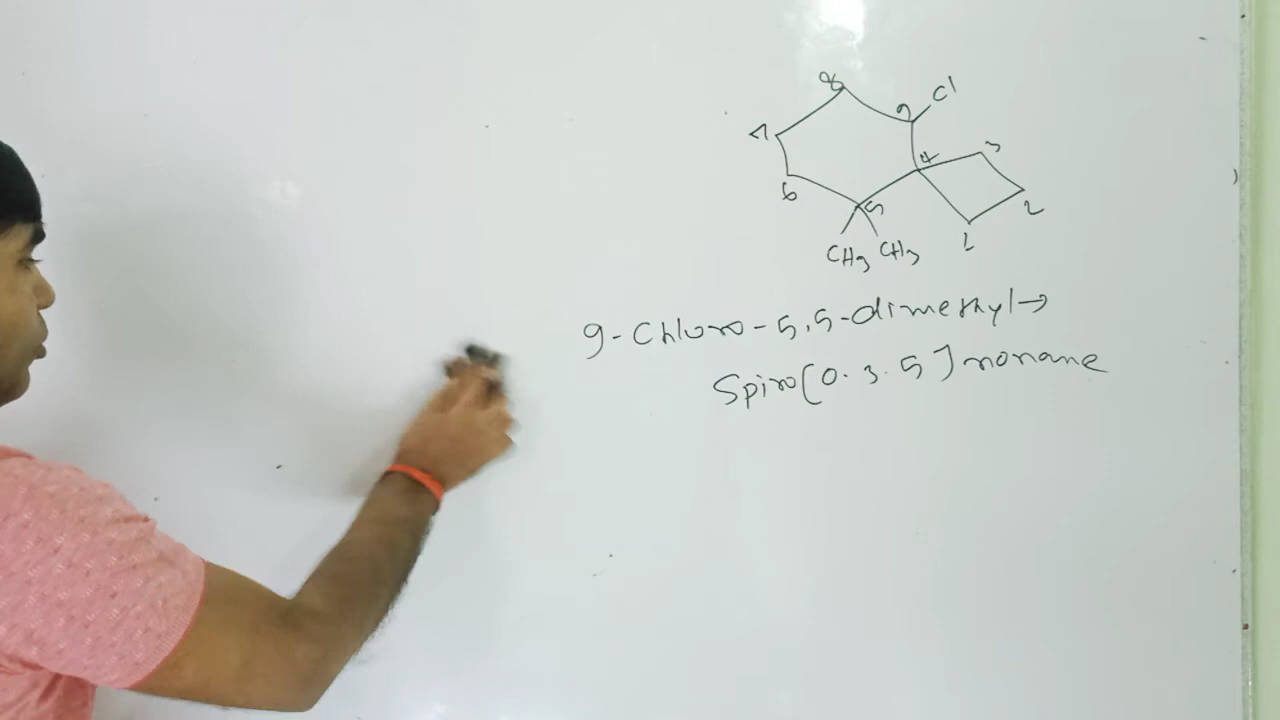 8
9 Cl
7
4 3
6
5 2
1
CH3 CH3
9-Chloro-5,5-dimethyl→
Spiro[0.3.5]nonane